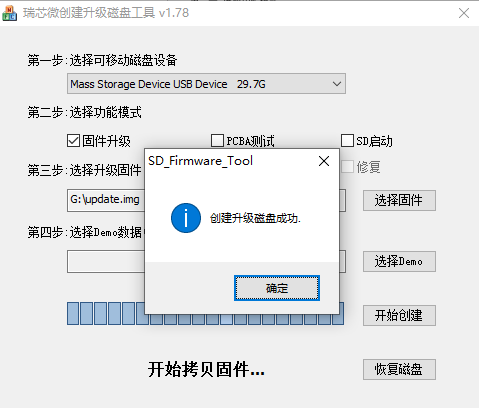 瑞芯微创建升级磁盘工具 v1.78
第一步:选择可移动磁盘设备
Mass Storage Device USB Device 29.7G
第二步:选择功能模式
固件升级 PCBA测试 SD启动
SD_Firmware_Tool
修复
第三步:选择升级固件
G:\update.img
选择固件
创建升级磁盘成功.
第四步:选择Demo数据
选择Demo
确定
开始创建
开始拷贝固件...
恢复磁盘